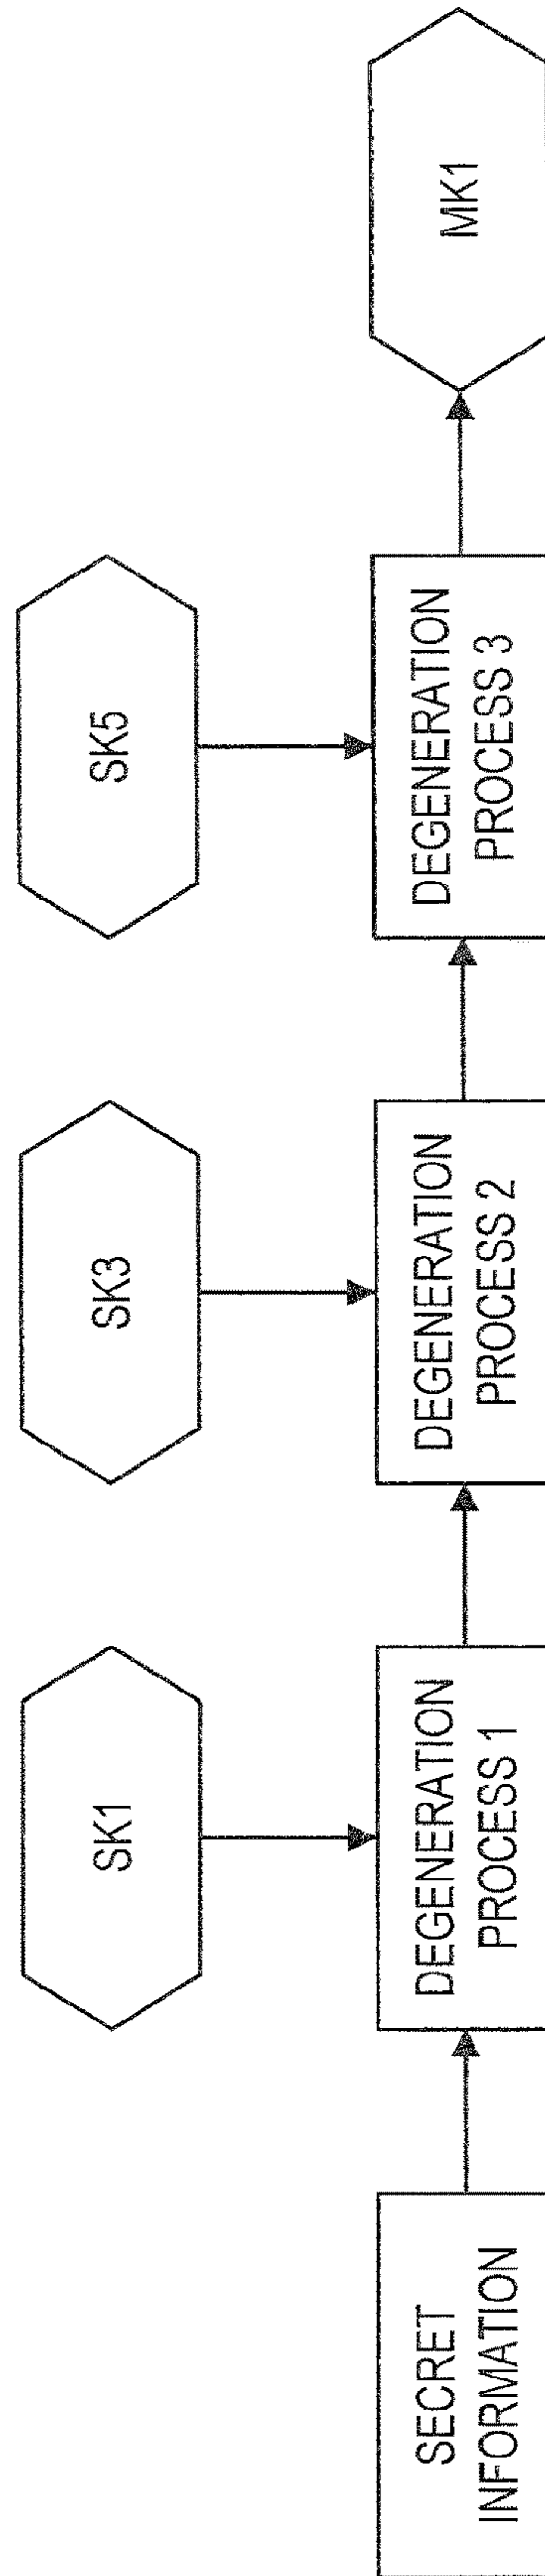 SK1
SK3
SK5
SECRET
INFORMATION
DEGENERATION
PROCESS 1
DEGENERATION
PROCESS 2
DEGENERATION
PROCESS 3
MK1